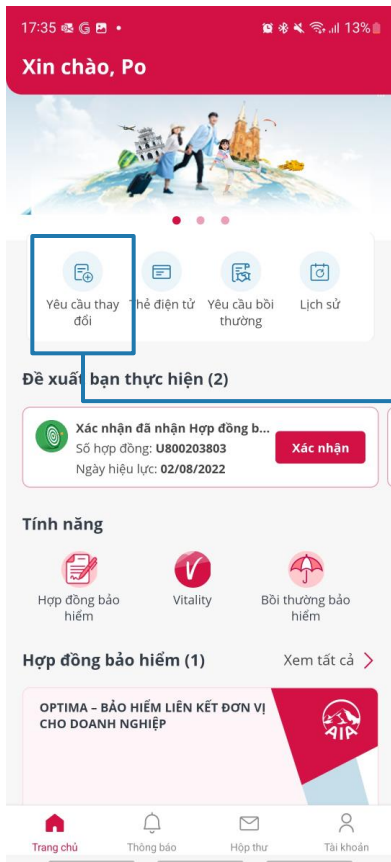 17:35 G 13%
Xin chào, Po
Yêu cầu thay đổi
Thẻ điện tử
Yêu cầu bồi thường
Lịch sử
Đề xuất bạn thực hiện (2)
Xác nhận đã nhận Hợp đồng b...
Số hợp đồng: U800203803
Ngày hiệu lực: 02/08/2022
Xác nhận
Tính năng
Hợp đồng bảo hiểm
Vitality
Bồi thường bảo hiểm
Hợp đồng bảo hiểm (1)
Xem tất cả
OPTIMA – BẢO HIỂM LIÊN KẾT ĐƠN VỊ
CHO DOANH NGHIỆP
AIA
Trang chủ
Thông báo
Hộp thư
Tài khoản